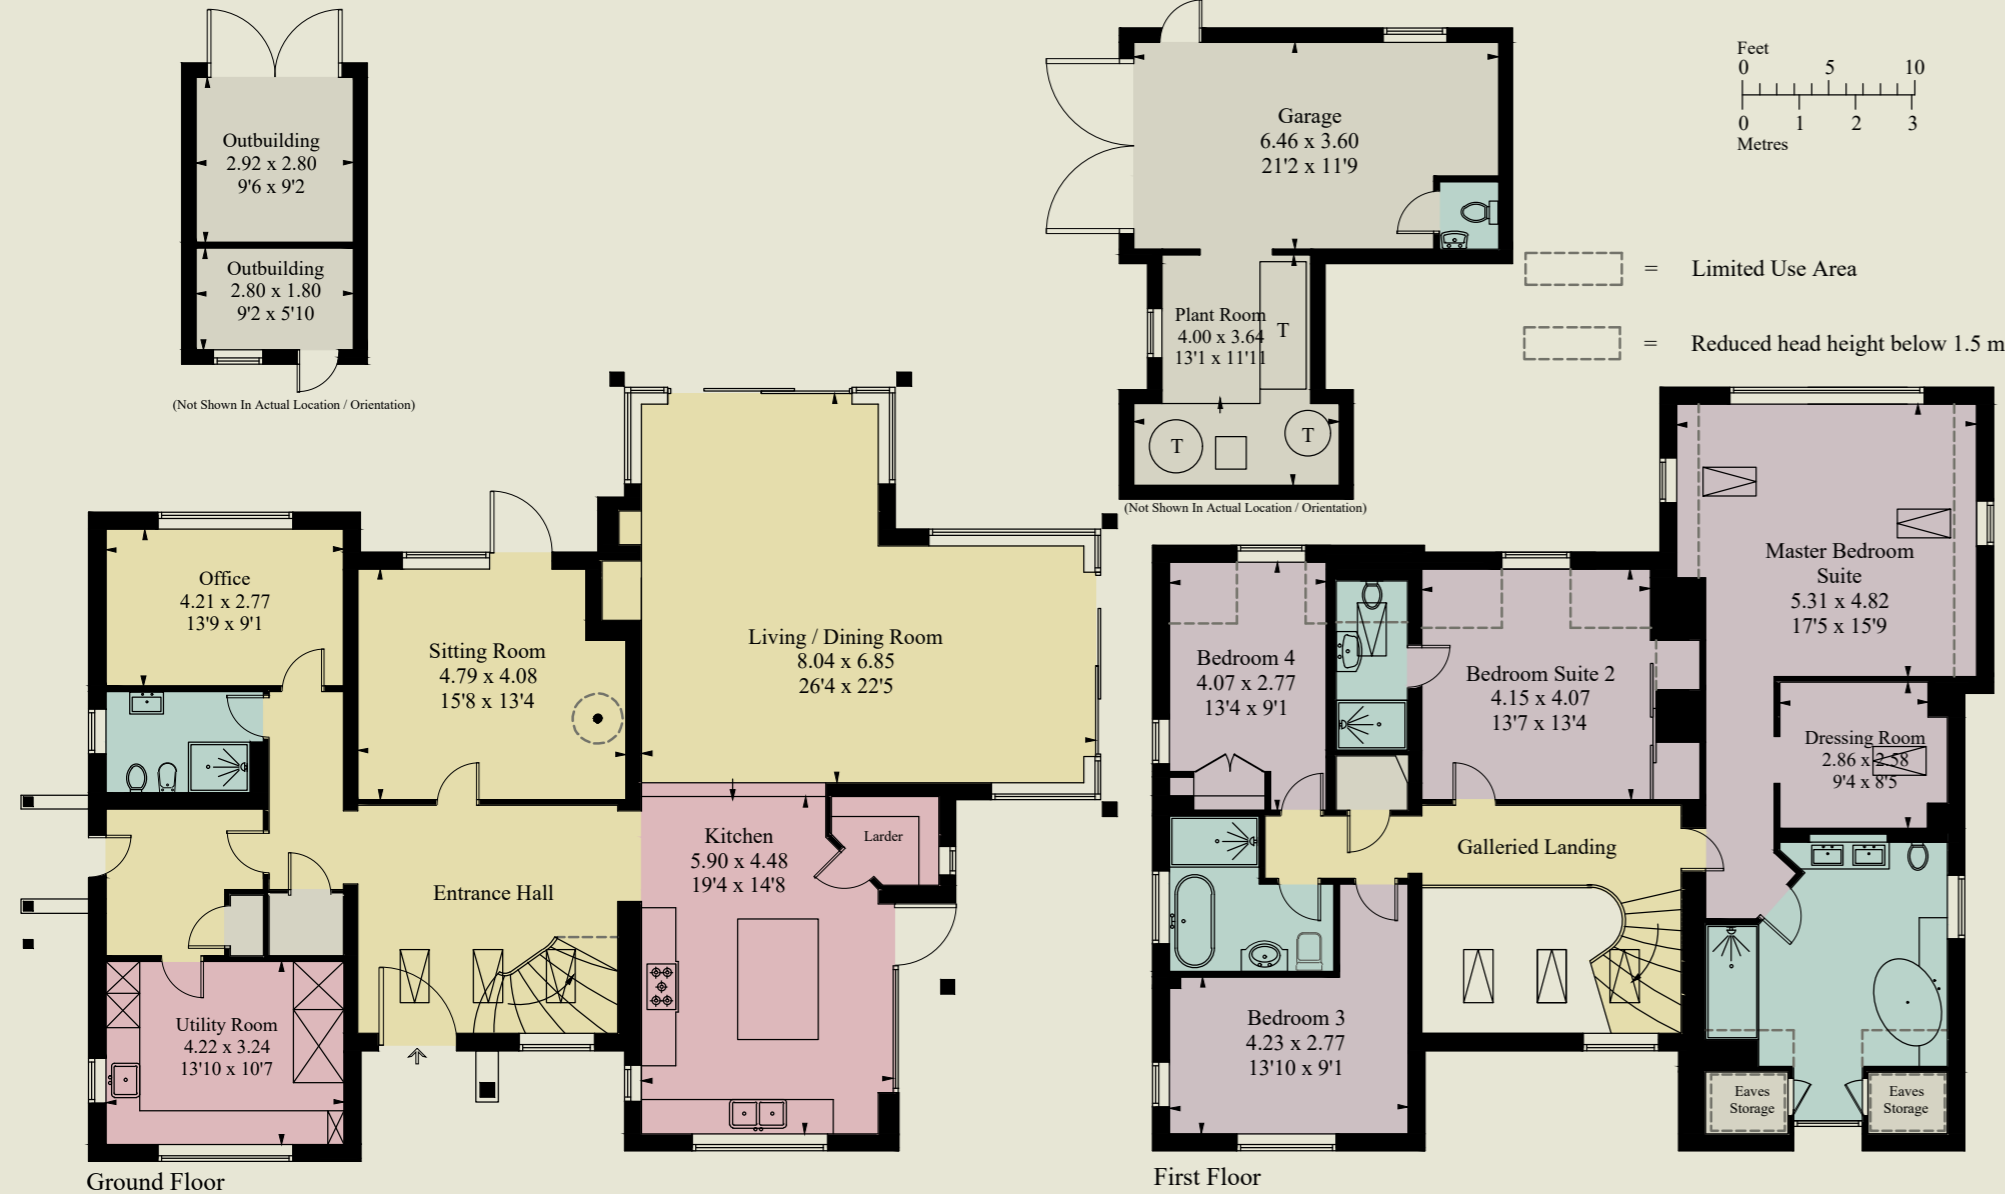 Outbuilding
2.92 x 2.80
9'6 x 9'2
Outbuilding
2.80 x 1.80
9'2 x 5'10
(Not Shown In Actual Location / Orientation)
Garage
6.46 x 3.60
21'2 x 11'9
Plant Room
4.00 x 3.64
13'1 x 11'11
T
T
T
(Not Shown In Actual Location / Orientation)
Feet
0 5 10
0 1 2 3
Metres
= Limited Use Area
= Reduced head height below 1.5 m
Office
4.21 x 2.77
13'9 x 9'1
Sitting Room
4.79 x 4.08
15'8 x 13'4
Living / Dining Room
8.04 x 6.85
26'4 x 22'5
Kitchen
5.90 x 4.48
19'4 x 14'8
Larder
Entrance Hall
Utility Room
4.22 x 3.24
13'10 x 10'7
Ground Floor
Master Bedroom
Suite
5.31 x 4.82
17'5 x 15'9
Bedroom 4
4.07 x 2.77
13'4 x 9'1
Bedroom Suite 2
4.15 x 4.07
13'7 x 13'4
Dressing Room
2.86 x 2.58
9'4 x 8'5
Galleried Landing
Bedroom 3
4.23 x 2.77
13'10 x 9'1
Eaves
Storage
Eaves
Storage
First Floor